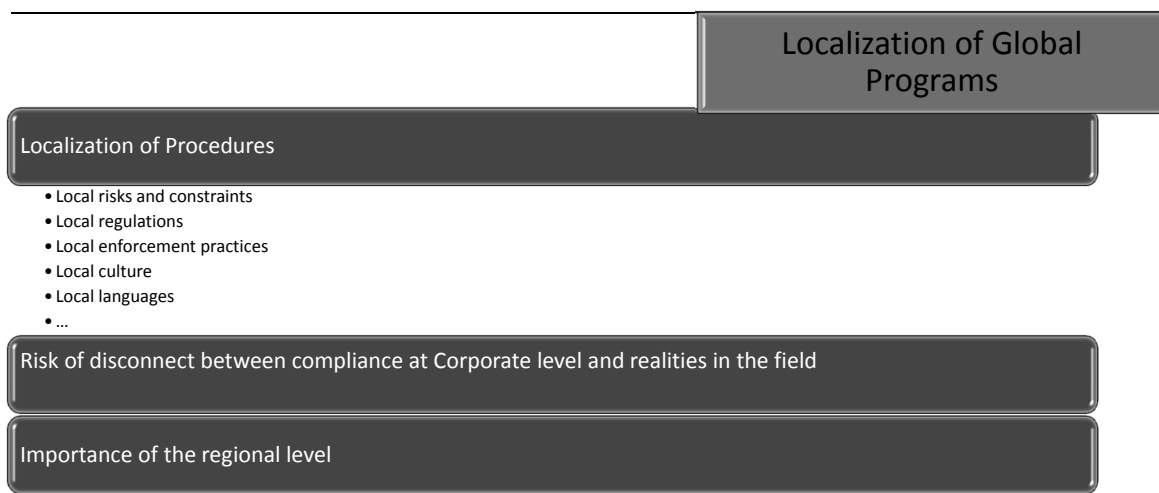 Localization of Global
Programs
Localization of Procedures
• Local risks and constraints
• Local regulations
• Local enforcement practices
• Local culture
• Local languages
• ...
Risk of disconnect between compliance at Corporate level and realities in the field
Importance of the regional level